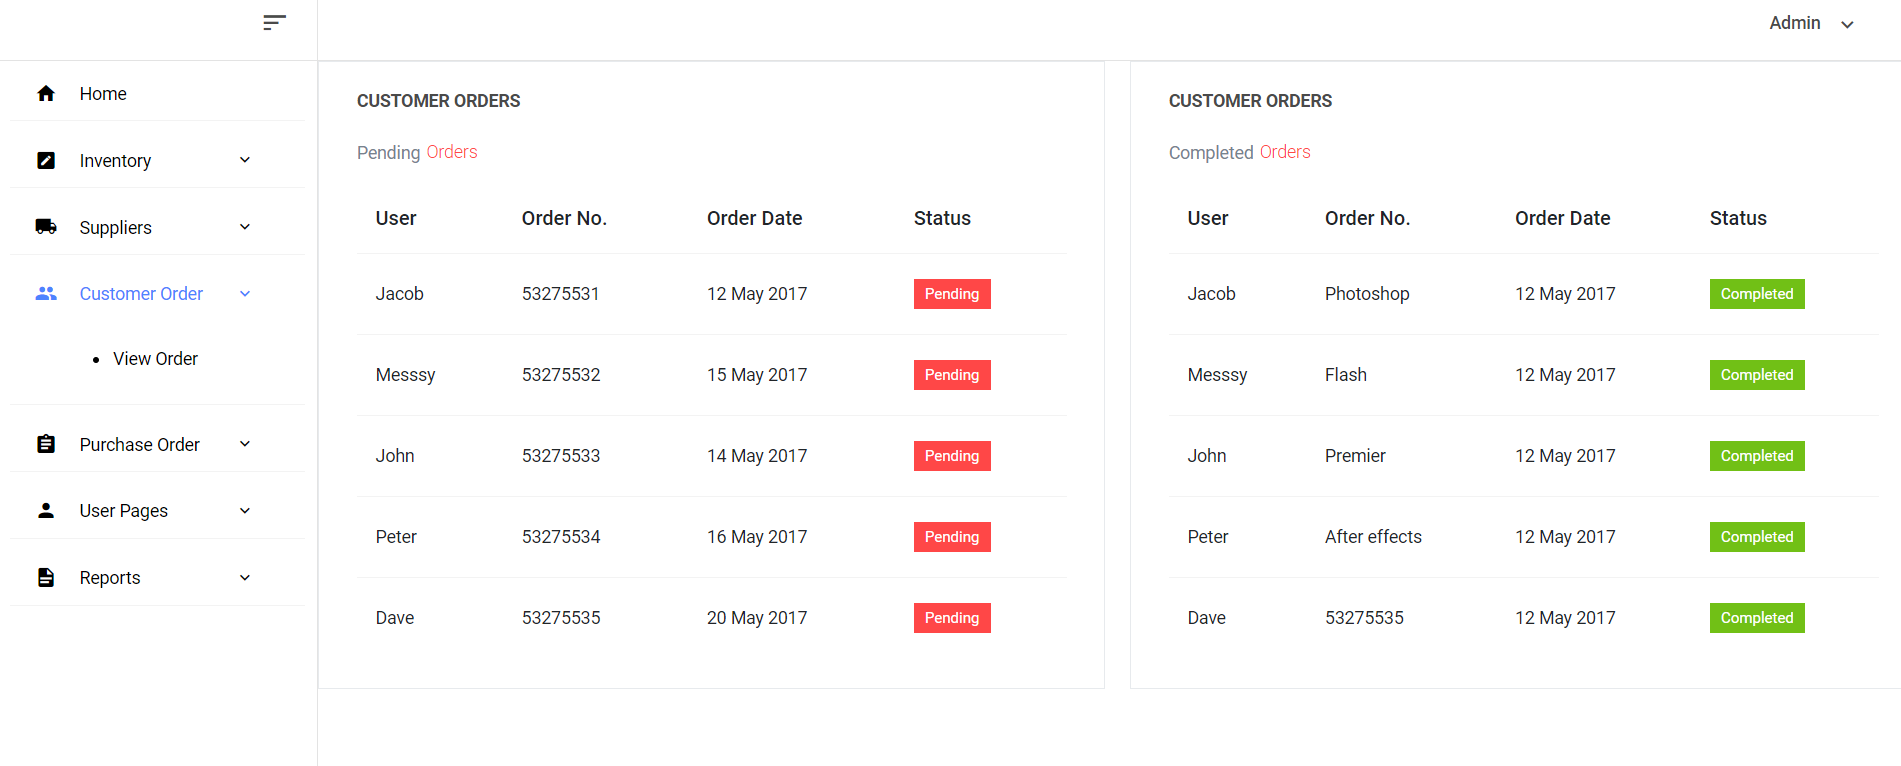 Admin
Home
Inventory
Suppliers
Customer Order
View Order
Purchase Order
User Pages
Reports
CUSTOMER ORDERS
Pending Orders
User Order No. Order Date Status
Jacob 53275531 12 May 2017 Pending
Messsy 53275532 15 May 2017 Pending
John 53275533 14 May 2017 Pending
Peter 53275534 16 May 2017 Pending
Dave 53275535 20 May 2017 Pending
CUSTOMER ORDERS
Completed Orders
User Order No. Order Date Status
Jacob Photoshop 12 May 2017 Completed
Messsy Flash 12 May 2017 Completed
John Premier 12 May 2017 Completed
Peter After effects 12 May 2017 Completed
Dave 53275535 12 May 2017 Completed